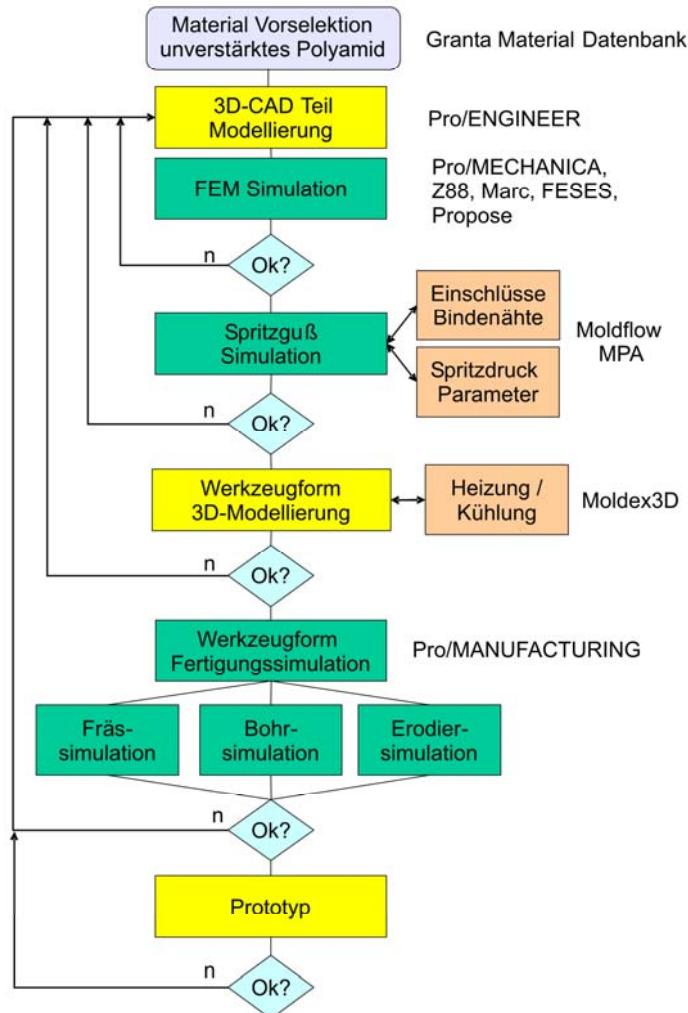 Material Vorselektion
unverstärktes Polyamid
Granta Material Datenbank
3D-CAD Teil
Modellierung
Pro/ENGINEER
FEM Simulation
Pro/MECHANICA,
Z88, Marc, FESES,
Propose
n
Ok?
Spritzguß
Simulation
Einschlüsse
Bindenähte
Spritzdruck
Parameter
Moldflow
MPA
n
Ok?
Werkzeugform
3D-Modellierung
Heizung /
Kühlung
Moldex3D
n
Ok?
Werkzeugform
Fertigungssimulation
Pro/MANUFACTURING
Fräs-
simulation
Bohr-
simulation
Erodier-
simulation
n
Ok?
Prototyp
n
Ok?